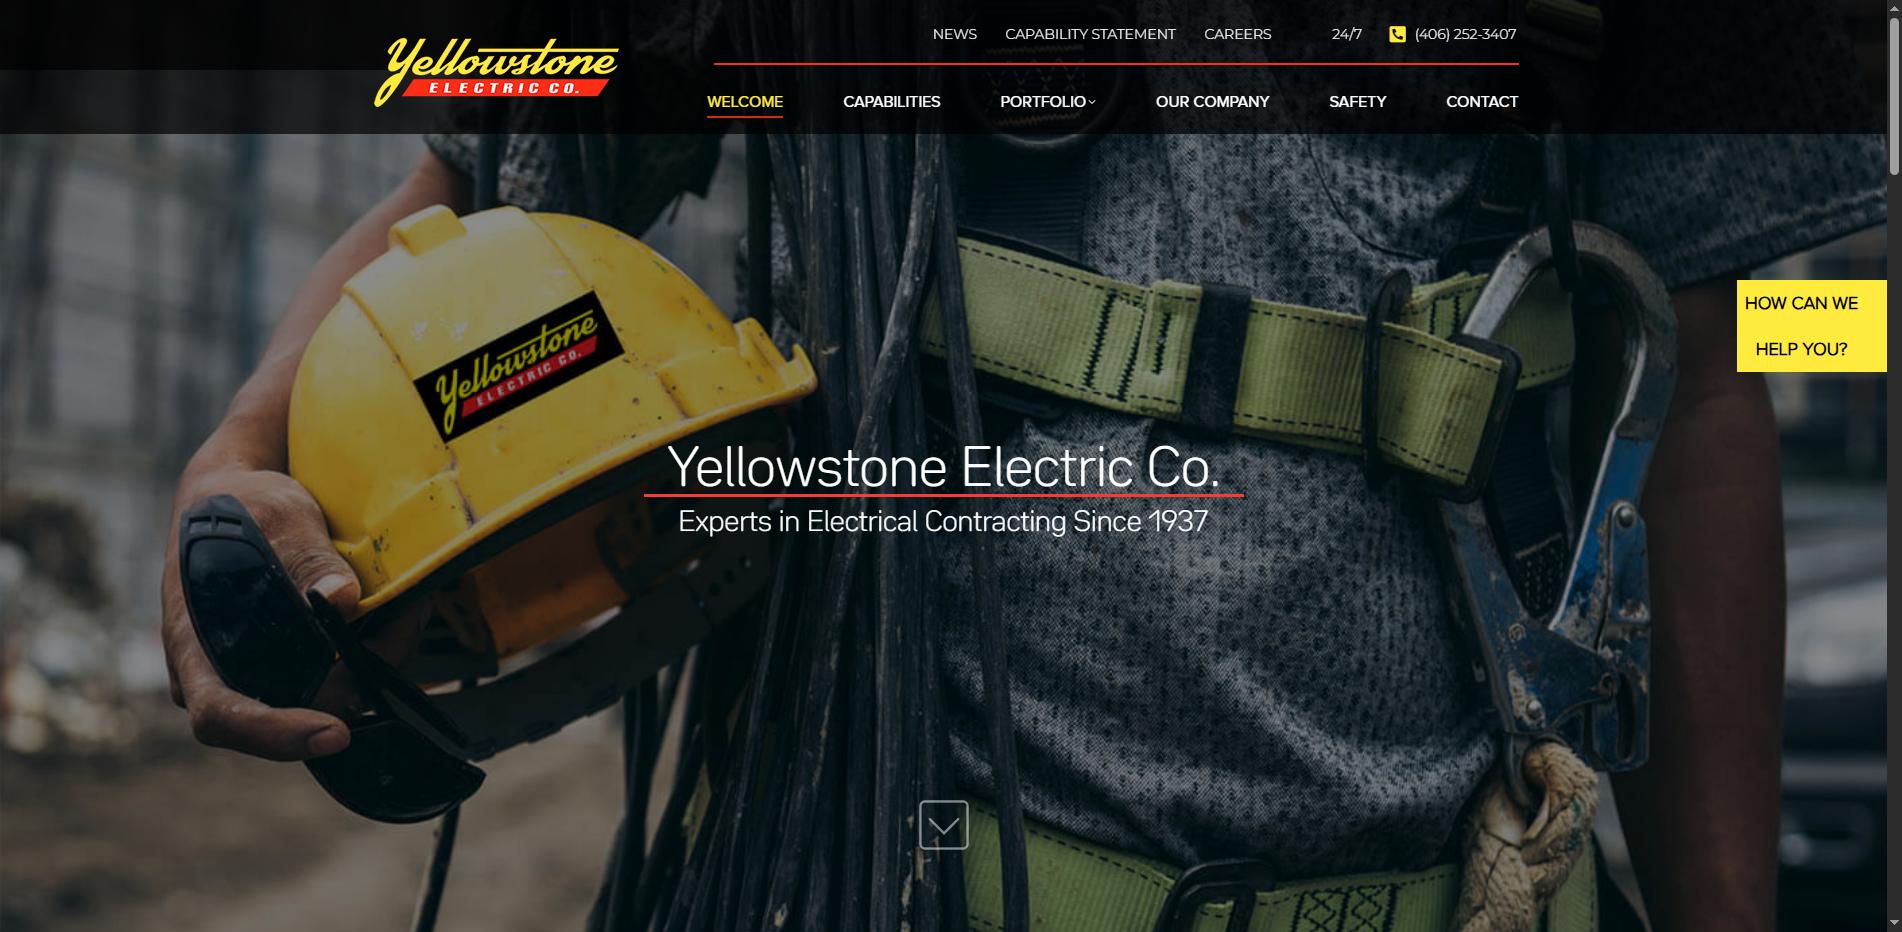 Yellowstone
ELECTRIC CO.
NEWS CAPABILITY STATEMENT CAREERS 24/7 (406) 252-3407
WELCOME CAPABILITIES PORTFOLIO OUR COMPANY SAFETY CONTACT
HOW CAN WE
HELP YOU?
Yellowstone
ELECTRIC CO.
Yellowstone Electric Co.
Experts in Electrical Contracting Since 1937